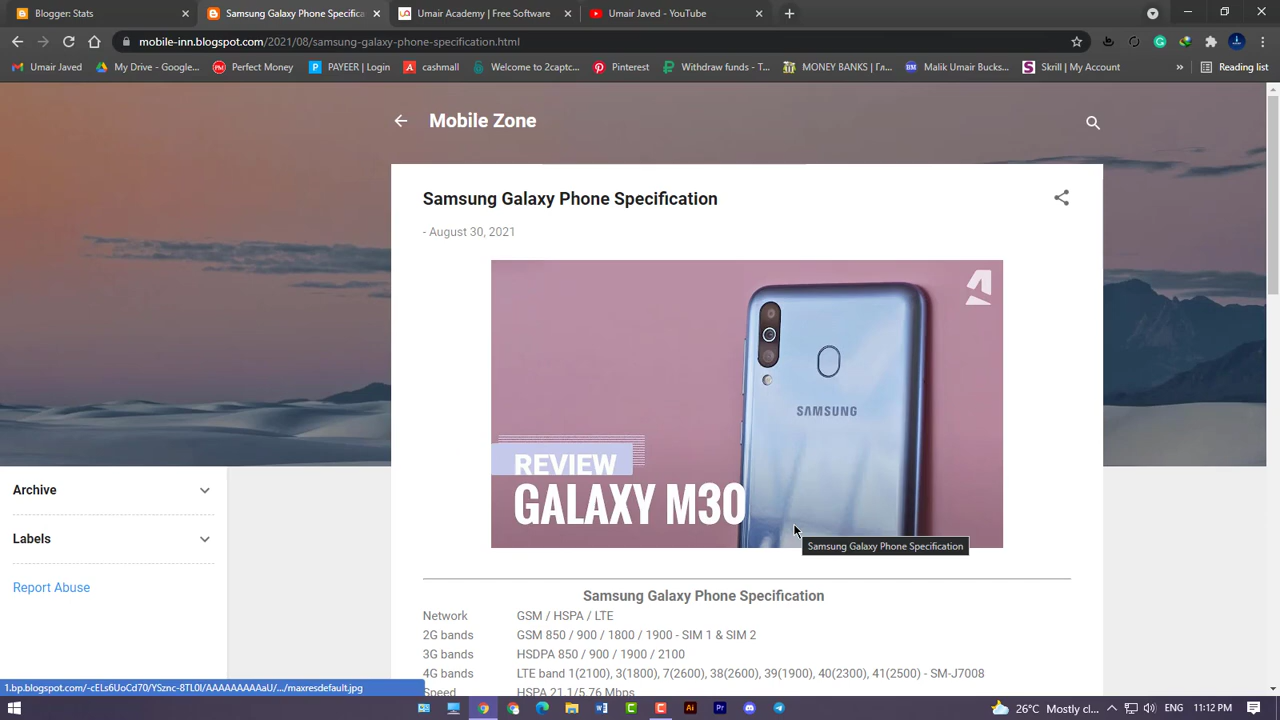 Blogger: Stats
Samsung Galaxy Phone Specifica
Umair Academy | Free Software
Umair Javed - YouTube
mobile-inn.blogspot.com/2021/08/samsung-galaxy-phone-specification.html
Umair Javed
My Drive - Google...
Perfect Money
PAYEER | Login
cashmall
Welcome to 2captc...
Pinterest
Withdraw funds - T...
MONEY BANKS | Гл...
Malik Umair Bucks...
Skrill | My Account
»
Reading list
Mobile Zone
Samsung Galaxy Phone Specification
- August 30, 2021
SAMSUNG
REVIEW
GALAXY M30
Samsung Galaxy Phone Specification
Archive
Labels
Report Abuse
Samsung Galaxy Phone Specification
Network GSM / HSPA / LTE
2G bands GSM 850 / 900 / 1800 / 1900 - SIM 1 & SIM 2
3G bands HSDPA 850 / 900 / 1900 / 2100
4G bands LTE band 1(2100), 3(1800), 7(2600), 38(2600), 39(1900), 40(2300), 41(2500) - SM-J7008
Speed HSPA 21.1/5.76 Mbps
1.bp.blogspot.com/-cELs6UoCd70/YSznc-8TL0I/AAAAAAAAAaU/.../maxresdefault.jpg
26°C Mostly cl...
11:12 PM